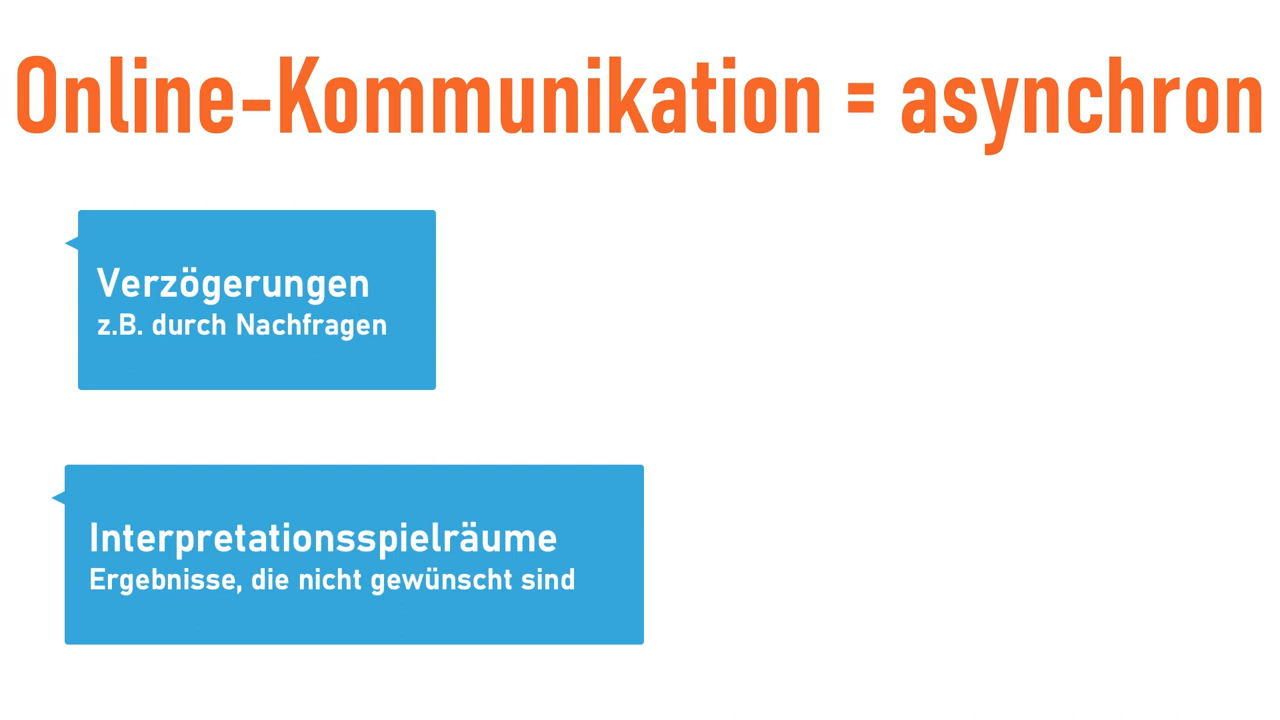 Online-Kommunikation = asynchron
Verzögerungen
z.B. durch Nachfragen
Interpretationsspielräume
Ergebnisse, die nicht gewünscht sind